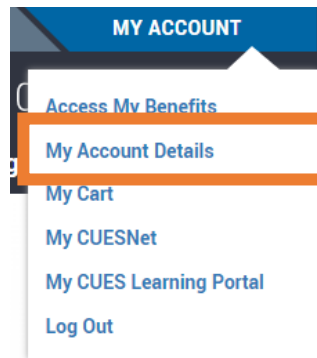 MY ACCOUNT
Access My Benefits
My Account Details
My Cart
My CUESNet
My CUES Learning Portal
Log Out